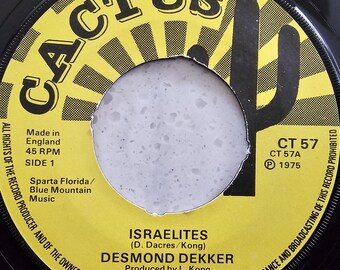 CACTUS
ALL RIGHTS OF THE RECORD PRODUCER AND OF THE OWNE
ANCE AND BROADCASTING OF THIS RECORD PROHIBITED
Made in
England
45 RPM
SIDE 1
CT 57
CT 57A
℗ 1975
Sparta Florida/
Blue Mountain
Music
ISRAELITES
(D. Dacres/Kong)
DESMOND DEKKER
Produced by L. Kong